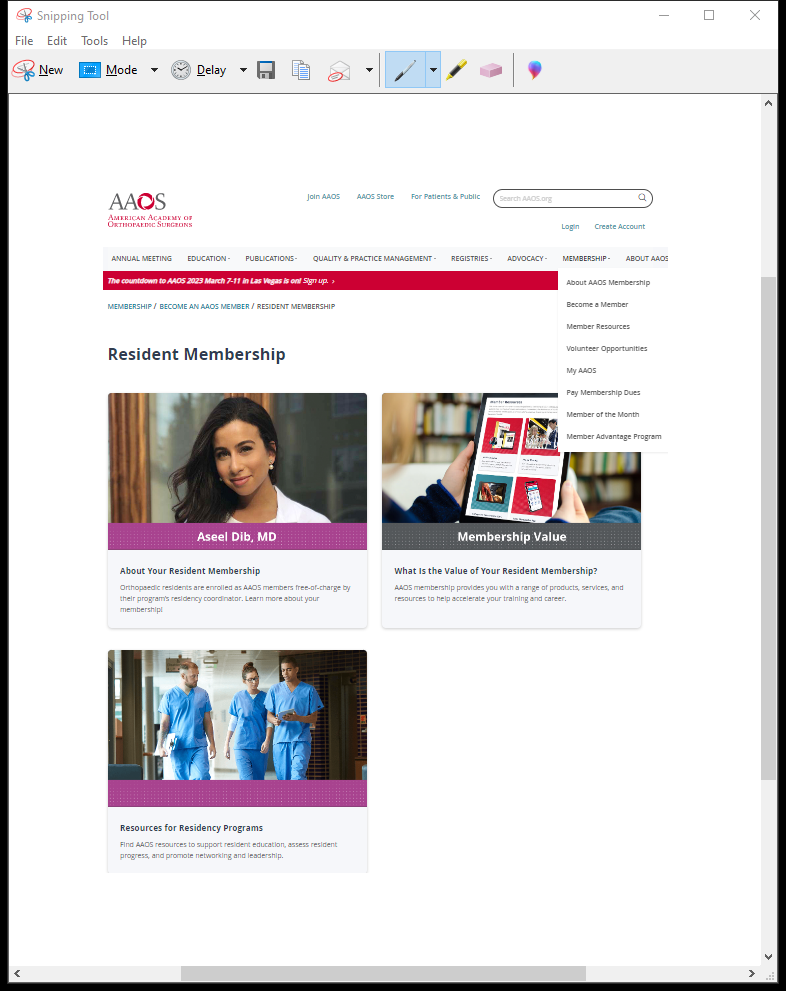 Snipping Tool
File Edit Tools Help
New Mode Delay
AAOS
AMERICAN ACADEMY OF
ORTHOPAEDIC SURGEONS
Join AAOS AAOS Store For Patients & Public Search AAOS.org
Login Create Account
ANNUAL MEETING EDUCATION PUBLICATIONS QUALITY & PRACTICE MANAGEMENT REGISTRIES ADVOCACY MEMBERSHIP ABOUT AAOS
The countdown to AAOS 2023 March 7-11 in Las Vegas is on! Sign up. ›
About AAOS Membership
Become a Member
Member Resources
Volunteer Opportunities
My AAOS
Pay Membership Dues
Member of the Month
Member Advantage Program
MEMBERSHIP / BECOME AN AAOS MEMBER / RESIDENT MEMBERSHIP
Resident Membership
Aseel Dib, MD
About Your Resident Membership
Orthopaedic residents are enrolled as AAOS members free-of-charge by
their program's residency coordinator. Learn more about your
membership!
Membership Value
What Is the Value of Your Resident Membership?
AAOS membership provides you with a range of products, services, and
resources to help accelerate your training and career.
Resources for Residency Programs
Find AAOS resources to support resident education, assess resident
progress, and promote networking and leadership.